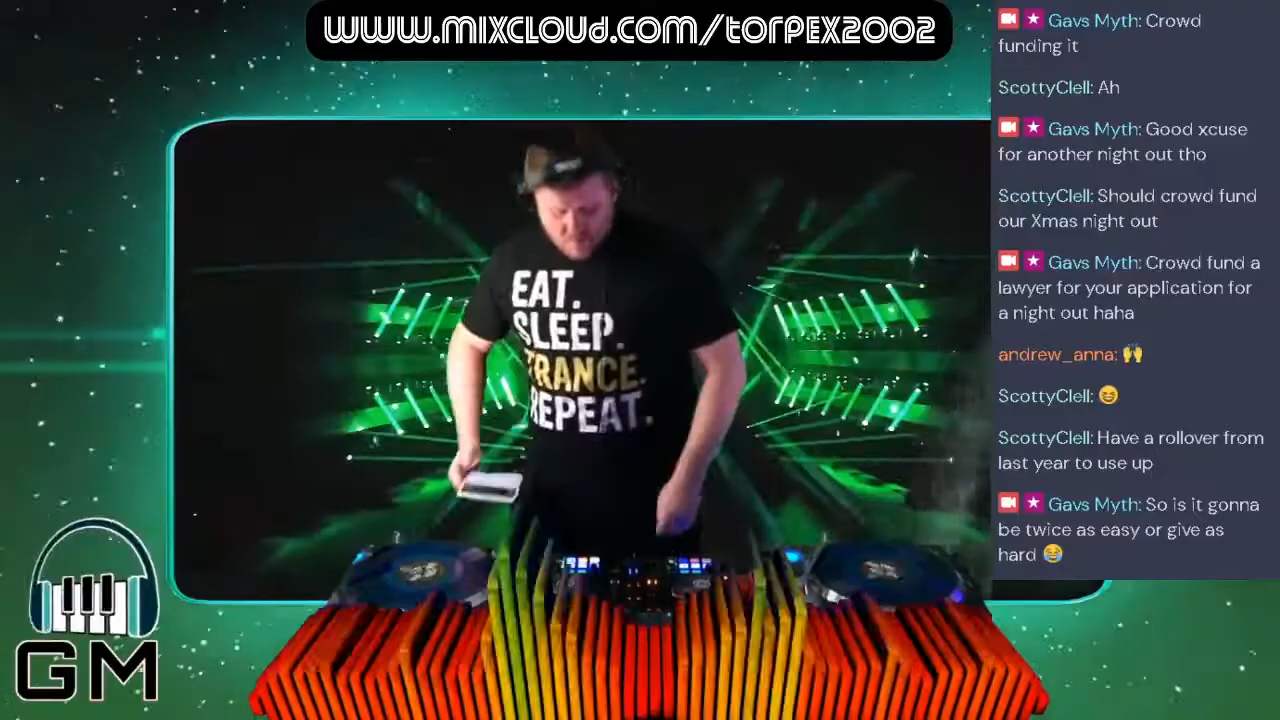 www.mixcloud.com/torpex2002
Gavs Myth: Crowd
funding it
ScottyClell: Ah
Gavs Myth: Good xcuse
for another night out tho
ScottyClell: Should crowd fund
our Xmas night out
Gavs Myth: Crowd fund a
lawyer for your application for
a night out haha
andrew_anna: 🙌
ScottyClell: 😆
ScottyClell: Have a rollover from
last year to use up
Gavs Myth: So is it gonna
be twice as easy or give as
hard 😂
EAT.
SLEEP.
TRANCE.
REPEAT.
GM